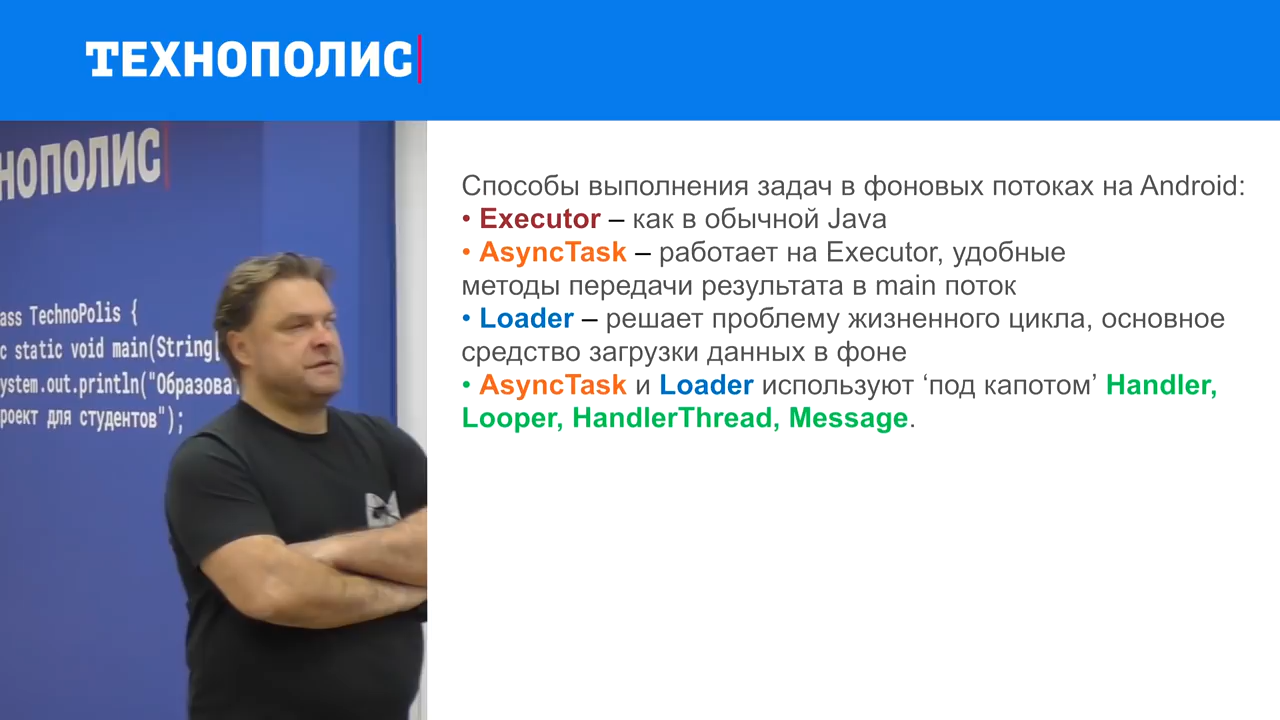 ТЕХНОПОЛИС
НОПОЛИС
ass TechnoPolis {
c static void main(String[
ystem.out.println("Образова
роект для студентов");
Способы выполнения задач в фоновых потоках на Android:
• Executor – как в обычной Java
• AsyncTask – работает на Executor, удобные
методы передачи результата в main поток
• Loader – решает проблему жизненного цикла, основное
средство загрузки данных в фоне
• AsyncTask и Loader используют ‘под капотом’ Handler,
Looper, HandlerThread, Message.